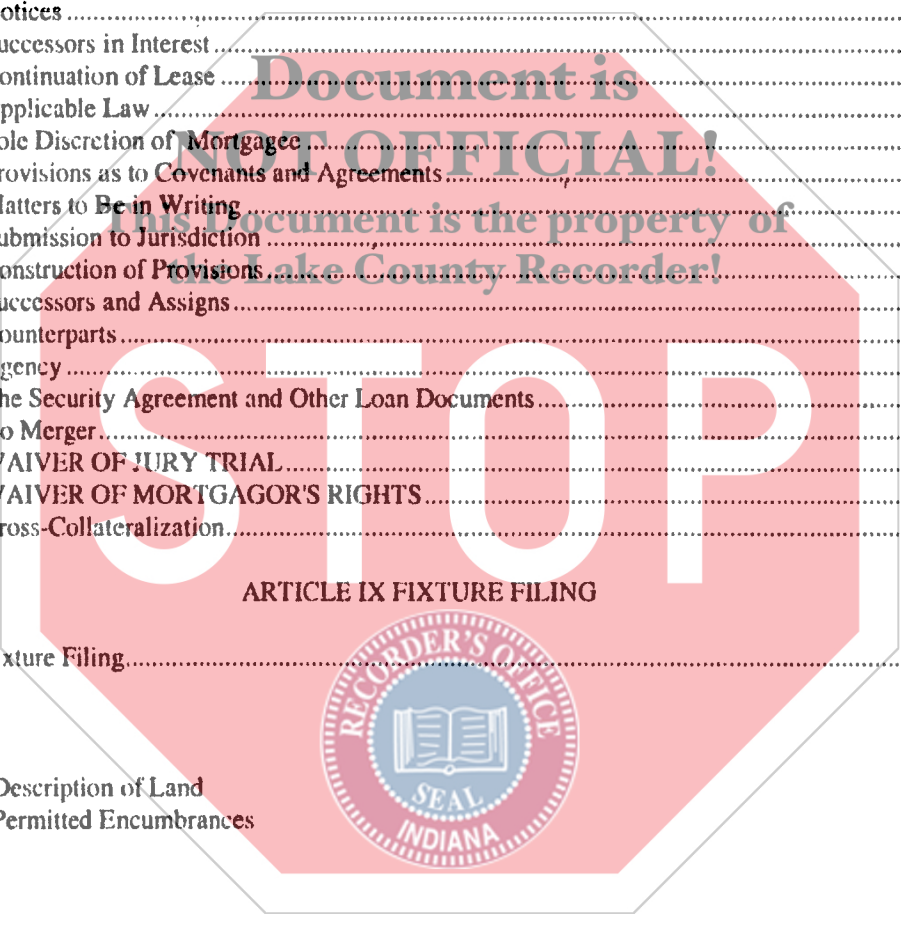 otices
uccessors in Interest
ontinuation of Lease
pplicable Law
ole Discretion of Mortgagee
rovisions as to Covenants and Agreements
latters to Be in Writing
ubmission to Jurisdiction
onstruction of Provisions
uccessors and Assigns
ounterparts
gency
he Security Agreement and Other Loan Documents
o Merger
AIVER OF JURY TRIAL
AIVER OF MORTGAGOR'S RIGHTS
ross-Collateralization
ARTICLE IX FIXTURE FILING
xture Filing
Description of Land
Permitted Encumbrances
Document is
NOT OFFICIAL!
This Document is the property of
the Lake County Recorder!
STOP
RECORDER'S OFFICE
SEAL
INDIANA